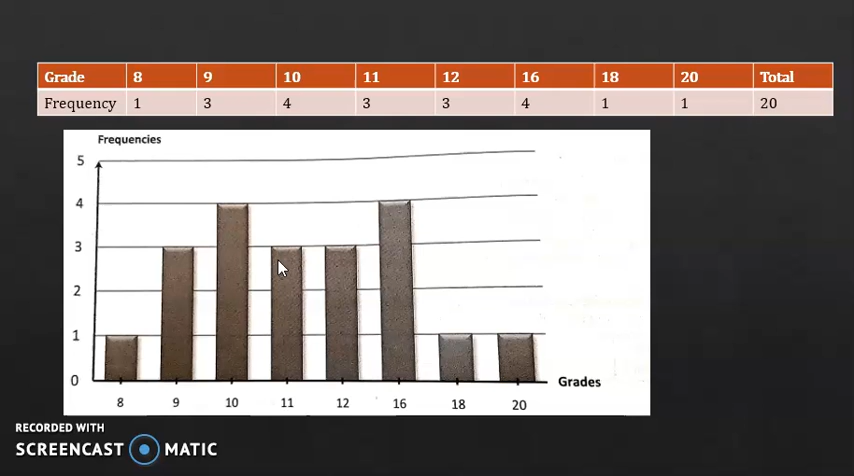 Grade 8 9 10 11 12 16 18 20 Total
Frequency 1 3 4 3 3 4 1 1 20
Frequencies
5
4
3
2
1
0
8 9 10 11 12 16 18 20
Grades
RECORDED WITH
SCREENCAST MATIC